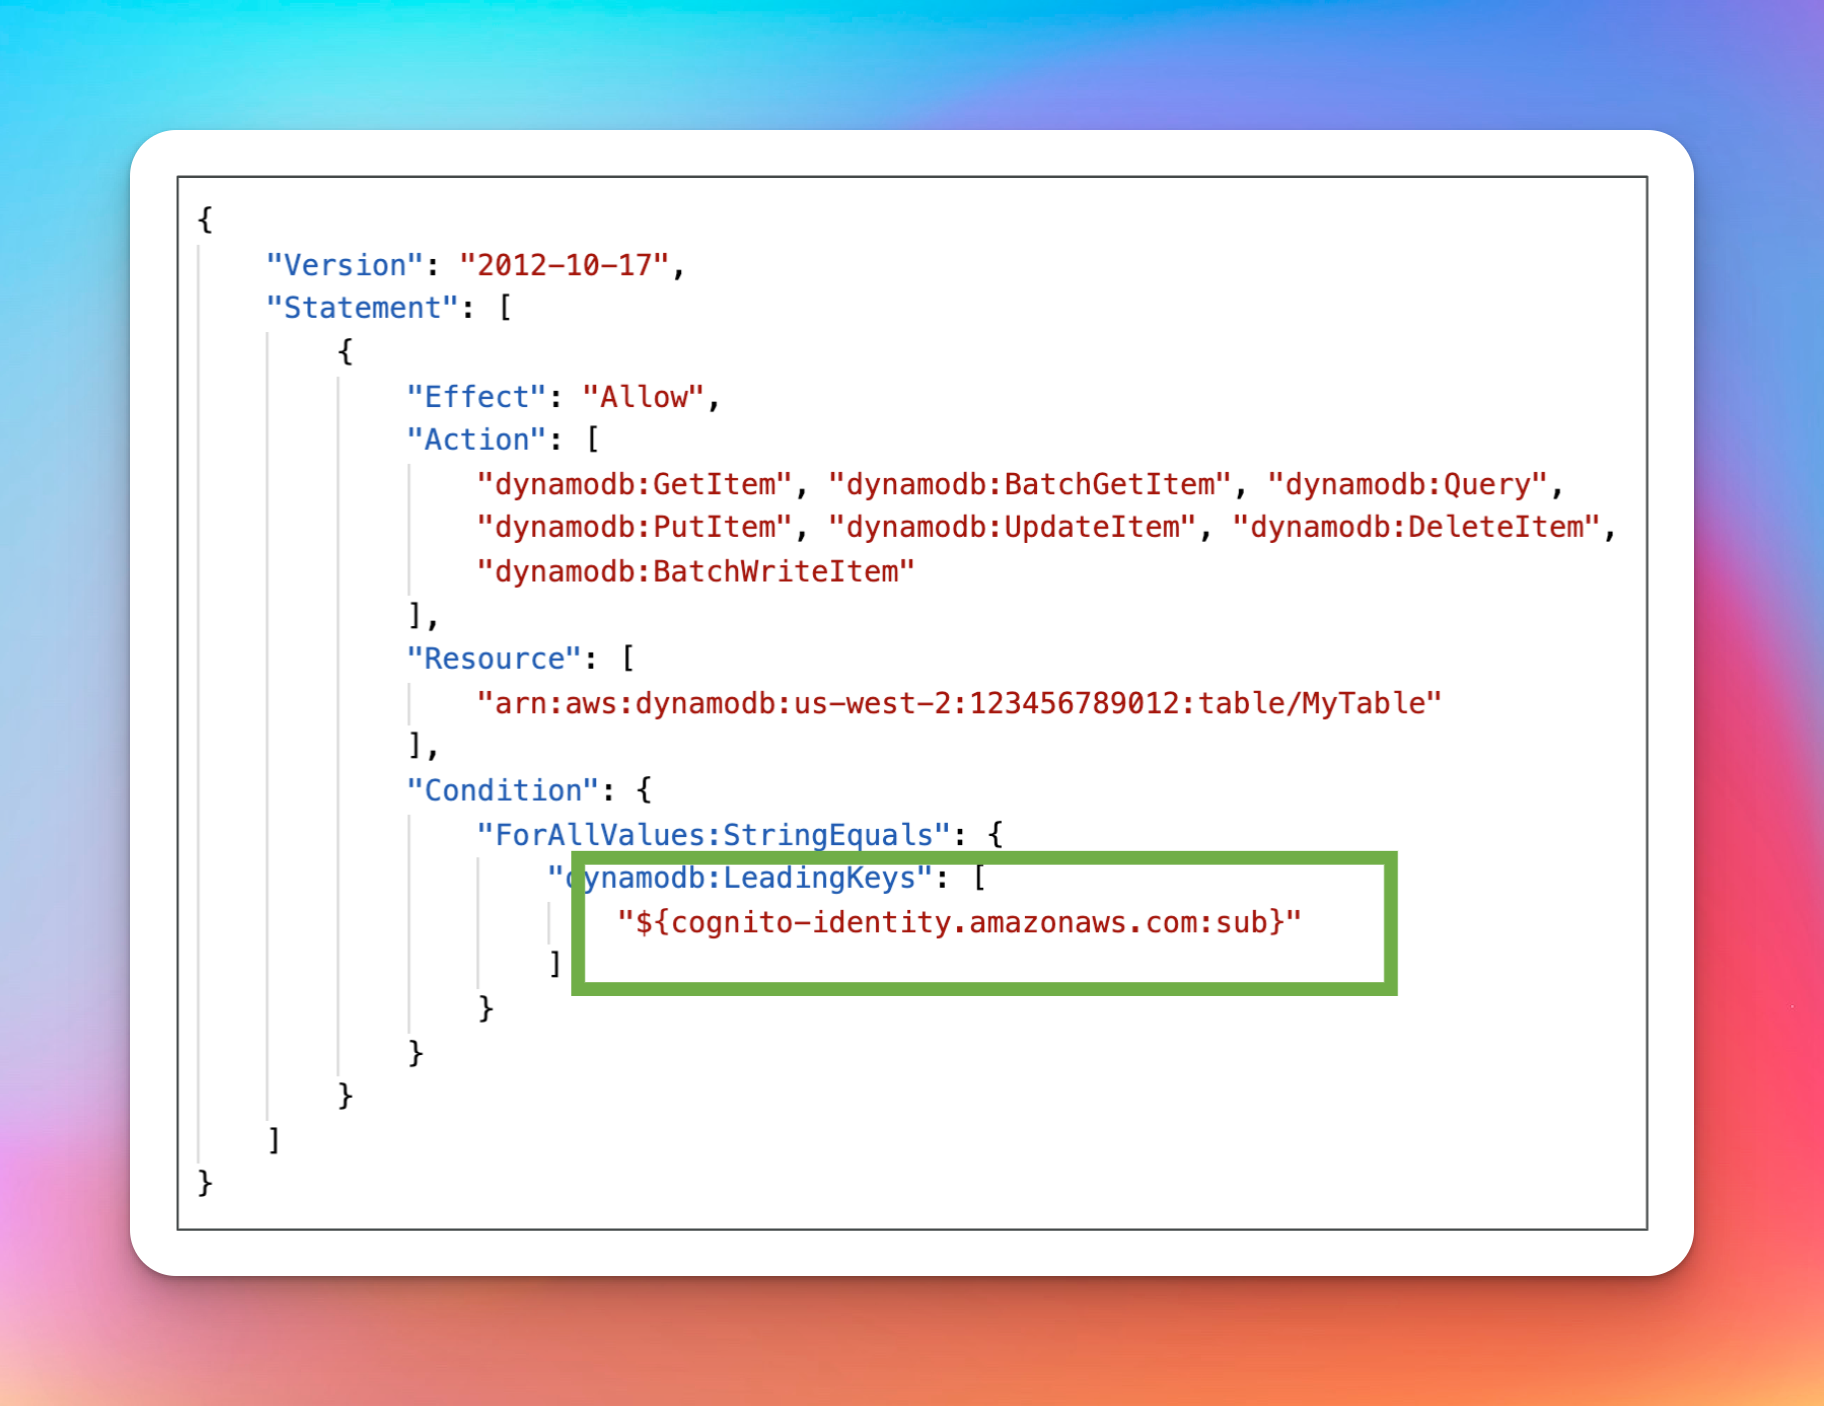 {
"Version": "2012-10-17",
"Statement": [
{
"Effect": "Allow",
"Action": [
"dynamodb:GetItem", "dynamodb:BatchGetItem", "dynamodb:Query",
"dynamodb:PutItem", "dynamodb:UpdateItem", "dynamodb:DeleteItem",
"dynamodb:BatchWriteItem"
],
"Resource": [
"arn:aws:dynamodb:us-west-2:123456789012:table/MyTable"
],
"Condition": {
"ForAllValues:StringEquals": {
"dynamodb:LeadingKeys": [
"${cognito-identity.amazonaws.com:sub}"
]
}
}
}
]
}